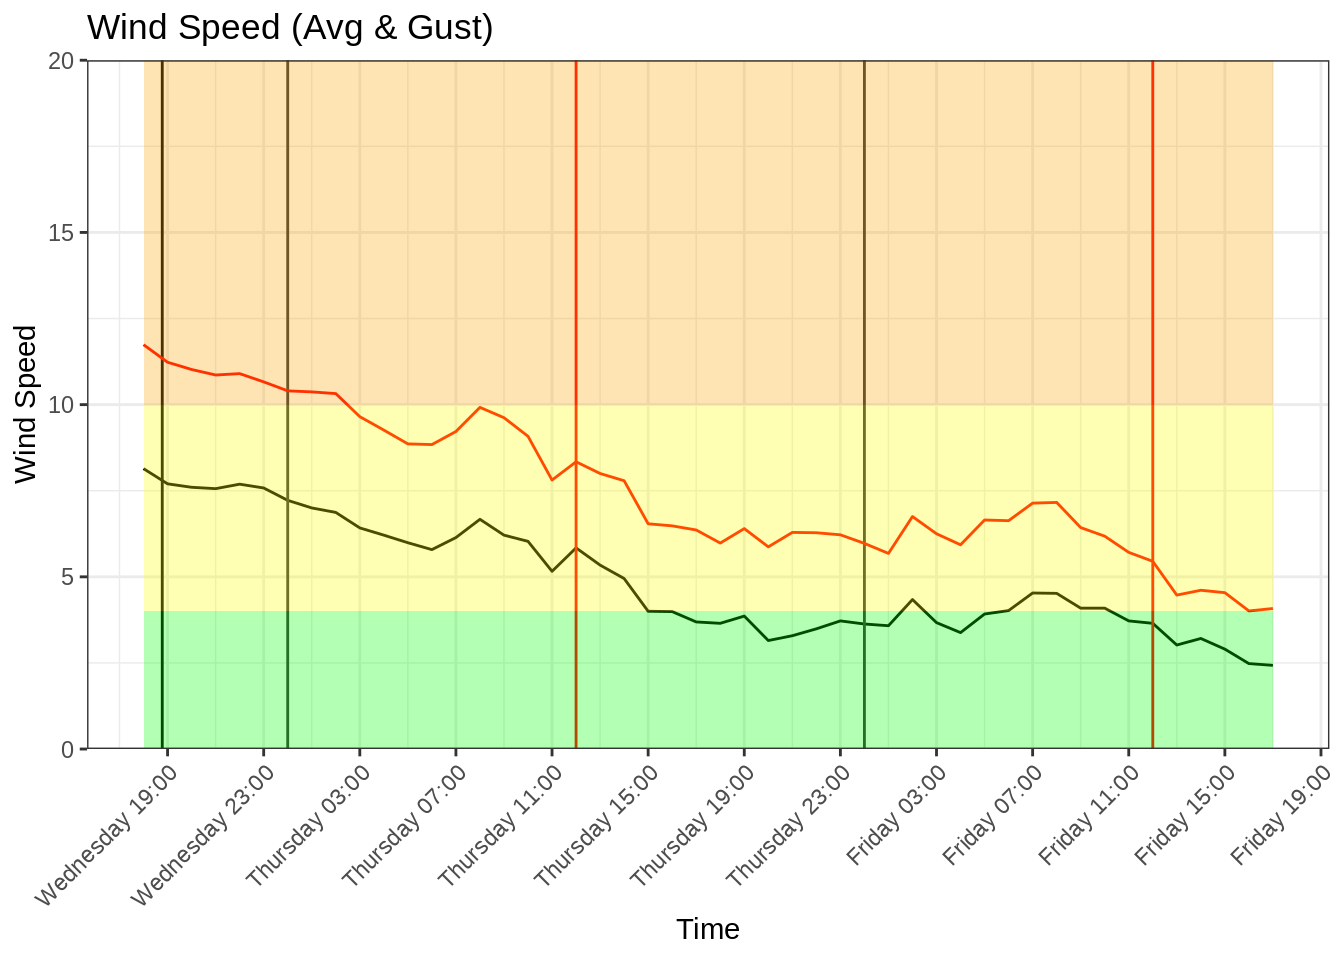 Wind Speed (Avg & Gust)
Wind Speed
20
15
10
5
0
Wednesday 19:00
Wednesday 23:00
Thursday 03:00
Thursday 07:00
Thursday 11:00
Thursday 15:00
Thursday 19:00
Thursday 23:00
Friday 03:00
Friday 07:00
Friday 11:00
Friday 15:00
Friday 19:00
Time